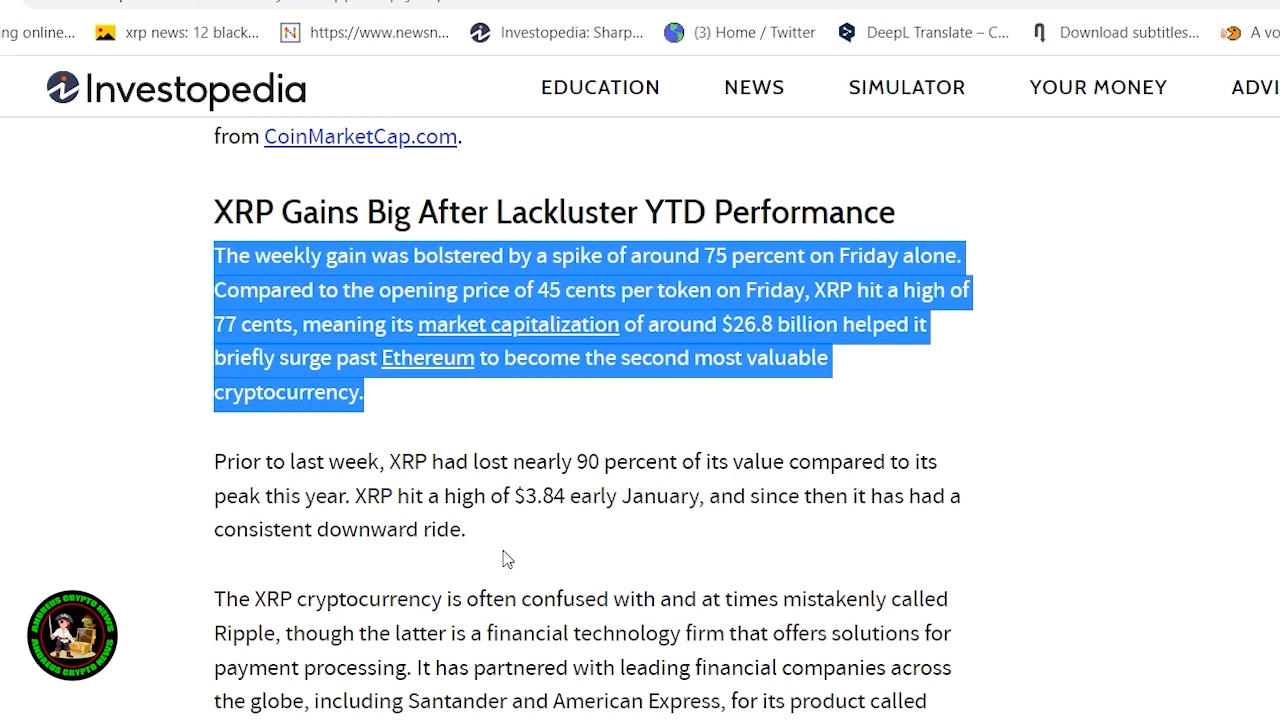 ng online...
xrp news: 12 black...
https://www.newsn...
Investopedia: Sharp...
(3) Home / Twitter
DeepL Translate – C...
Download subtitles...
A vo
Investopedia
EDUCATION
NEWS
SIMULATOR
YOUR MONEY
ADVI
from CoinMarketCap.com.
XRP Gains Big After Lackluster YTD Performance
The weekly gain was bolstered by a spike of around 75 percent on Friday alone.
Compared to the opening price of 45 cents per token on Friday, XRP hit a high of
77 cents, meaning its market capitalization of around $26.8 billion helped it
briefly surge past Ethereum to become the second most valuable
cryptocurrency.
Prior to last week, XRP had lost nearly 90 percent of its value compared to its
peak this year. XRP hit a high of $3.84 early January, and since then it has had a
consistent downward ride.
The XRP cryptocurrency is often confused with and at times mistakenly called
Ripple, though the latter is a financial technology firm that offers solutions for
payment processing. It has partnered with leading financial companies across
the globe, including Santander and American Express, for its product called
ANDREUS CRYPTO NEWS
ANDREUS CRYPTO NEWS